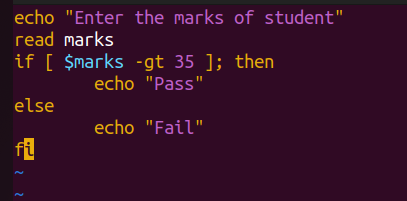 echo "Enter the marks of student"
read marks
if [ $marks -gt 35 ]; then
        echo "Pass"
else
        echo "Fail"
fi
~
~